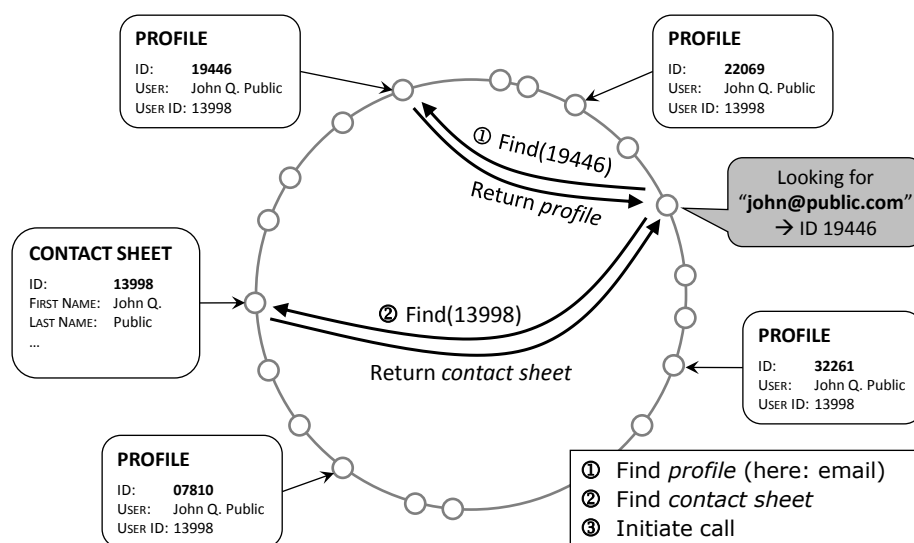 PROFILE
ID: 19446
USER: John Q. Public
USER ID: 13998
PROFILE
ID: 22069
USER: John Q. Public
USER ID: 13998
① Find(19446)
Return profile
Looking for
“john@public.com”
→ ID 19446
CONTACT SHEET
ID: 13998
FIRST NAME: John Q.
LAST NAME: Public
...
② Find(13998)
Return contact sheet
PROFILE
ID: 32261
USER: John Q. Public
USER ID: 13998
PROFILE
ID: 07810
USER: John Q. Public
USER ID: 13998
① Find profile (here: email)
② Find contact sheet
③ Initiate call